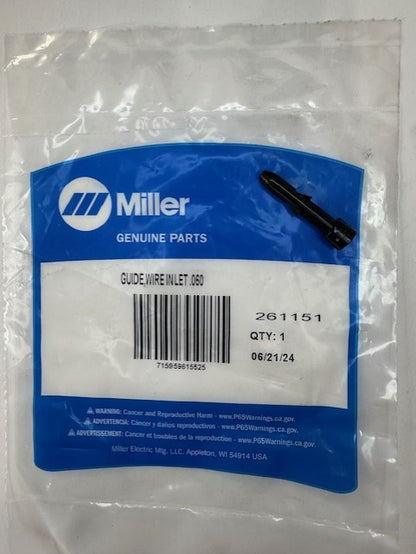 Miller
GENUINE PARTS
GUIDE,WIRE INLET .060
261151
QTY: 1
06/21/24
715959615525
WARNING: Cancer and Reproductive Harm - www.P65Warnings.ca.gov.
ADVERTENCIA: Cáncer y daños reproductivos - www.P65Warnings.ca.gov.
AVERTISSEMENT: Cancer et troubles de la reproduction - www.P65Warnings.ca.gov.
Miller Electric Mfg. LLC. Appleton, WI 54914 USA